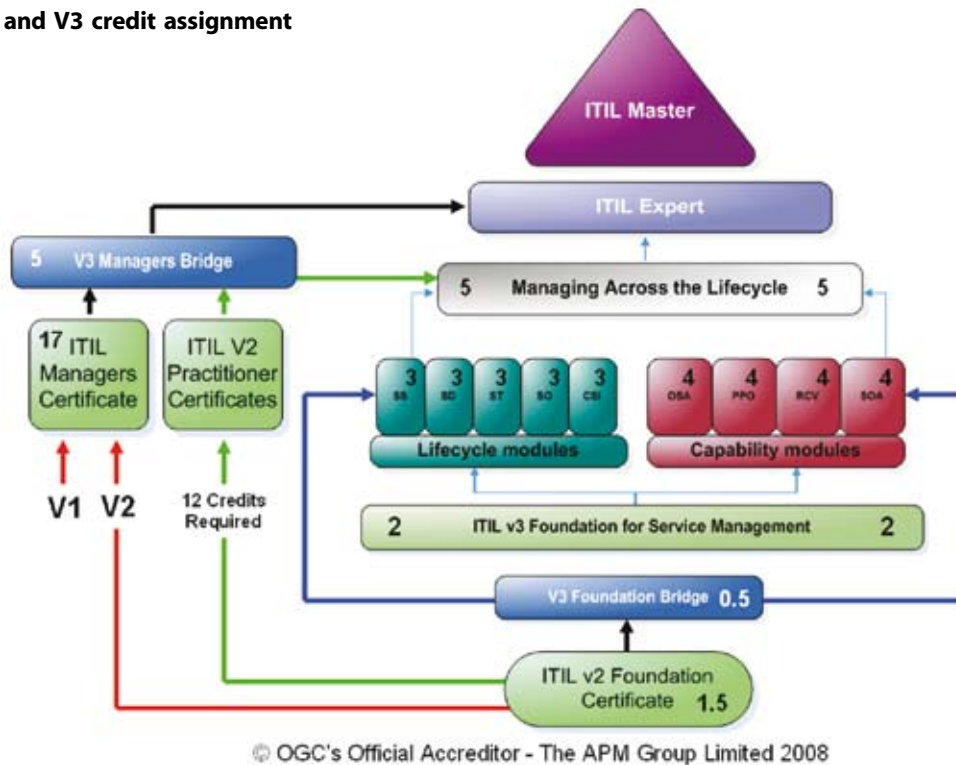 and V3 credit assignment
ITIL Master
ITIL Expert
5 V3 Managers Bridge
5 Managing Across the Lifecycle 5
17 ITIL
Managers
Certificate
ITIL V2
Practitioner
Certificates
3 3 3 3 3
SS SD ST SO CSI
Lifecycle modules
4 4 4 4
OSA PPO RCV SOA
Capability modules
V1 V2
12 Credits
Required
2 ITIL v3 Foundation for Service Management 2
V3 Foundation Bridge 0.5
ITIL v2 Foundation
Certificate 1.5
© OGC's Official Accreditor - The APM Group Limited 2008